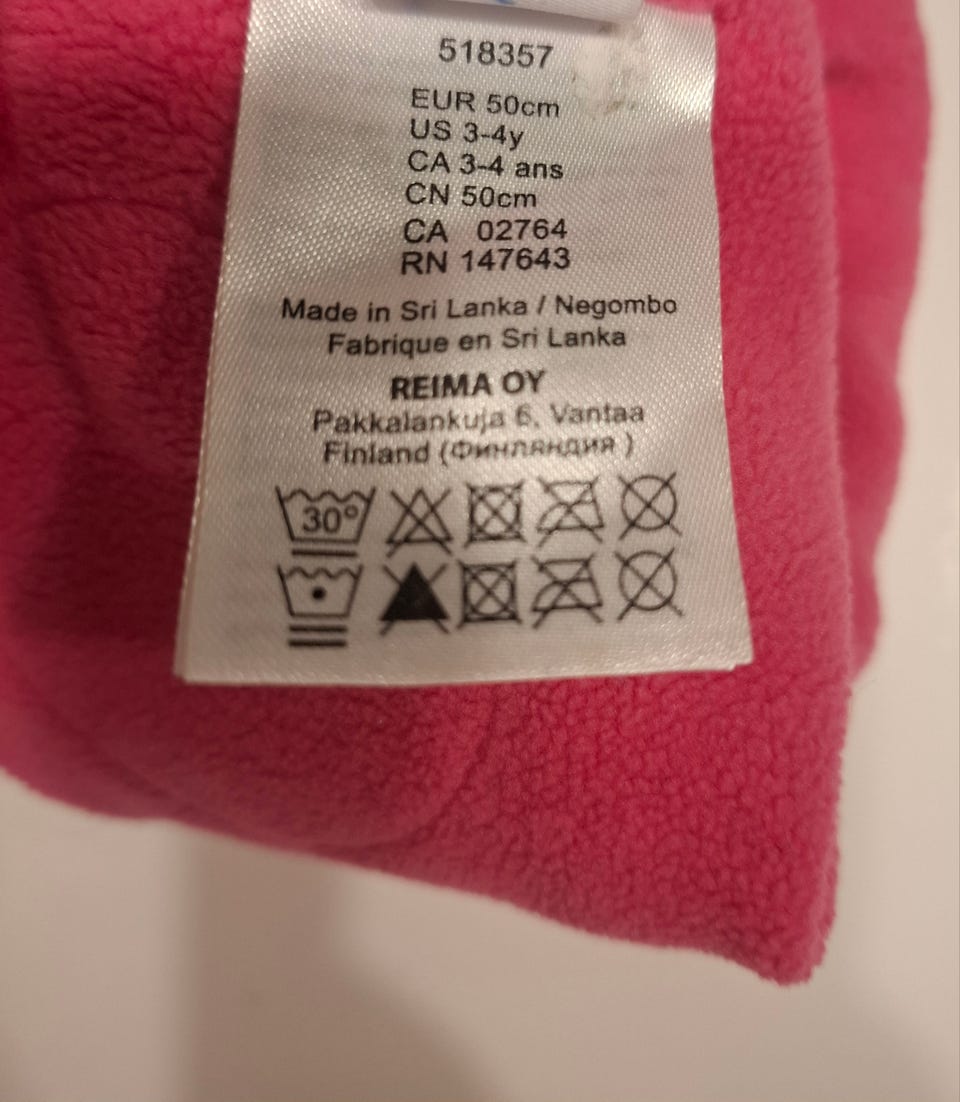 518357
EUR 50cm
US 3-4y
CA 3-4 ans
CN 50cm
CA 02764
RN 147643
Made in Sri Lanka / Negombo
Fabrique en Sri Lanka
REIMA OY
Pakkalankuja 6, Vantaa
Finland (Финляндия )
30°